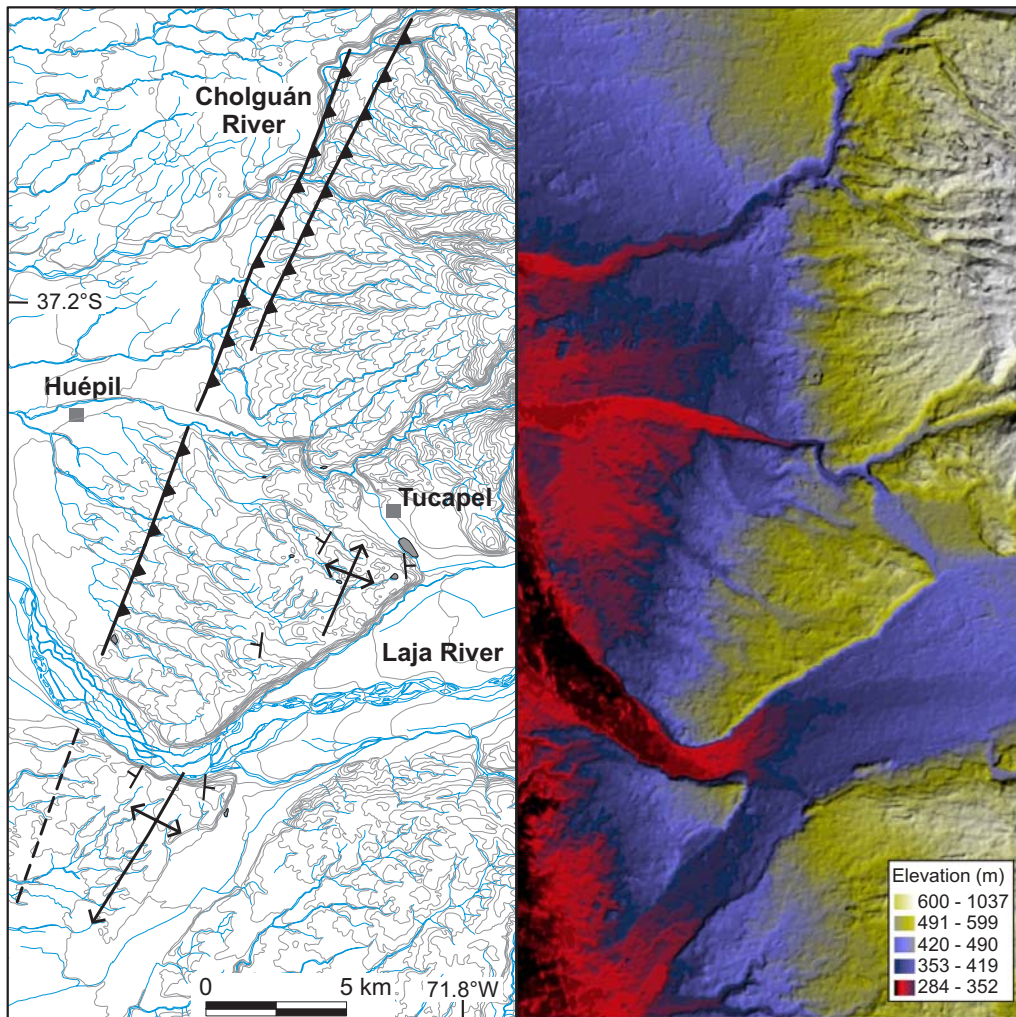 Cholguán
River
37.2°S
Huépil
Tucapel
Laja River
0 5 km
71.8°W
Elevation (m)
600 - 1037
491 - 599
420 - 490
353 - 419
284 - 352